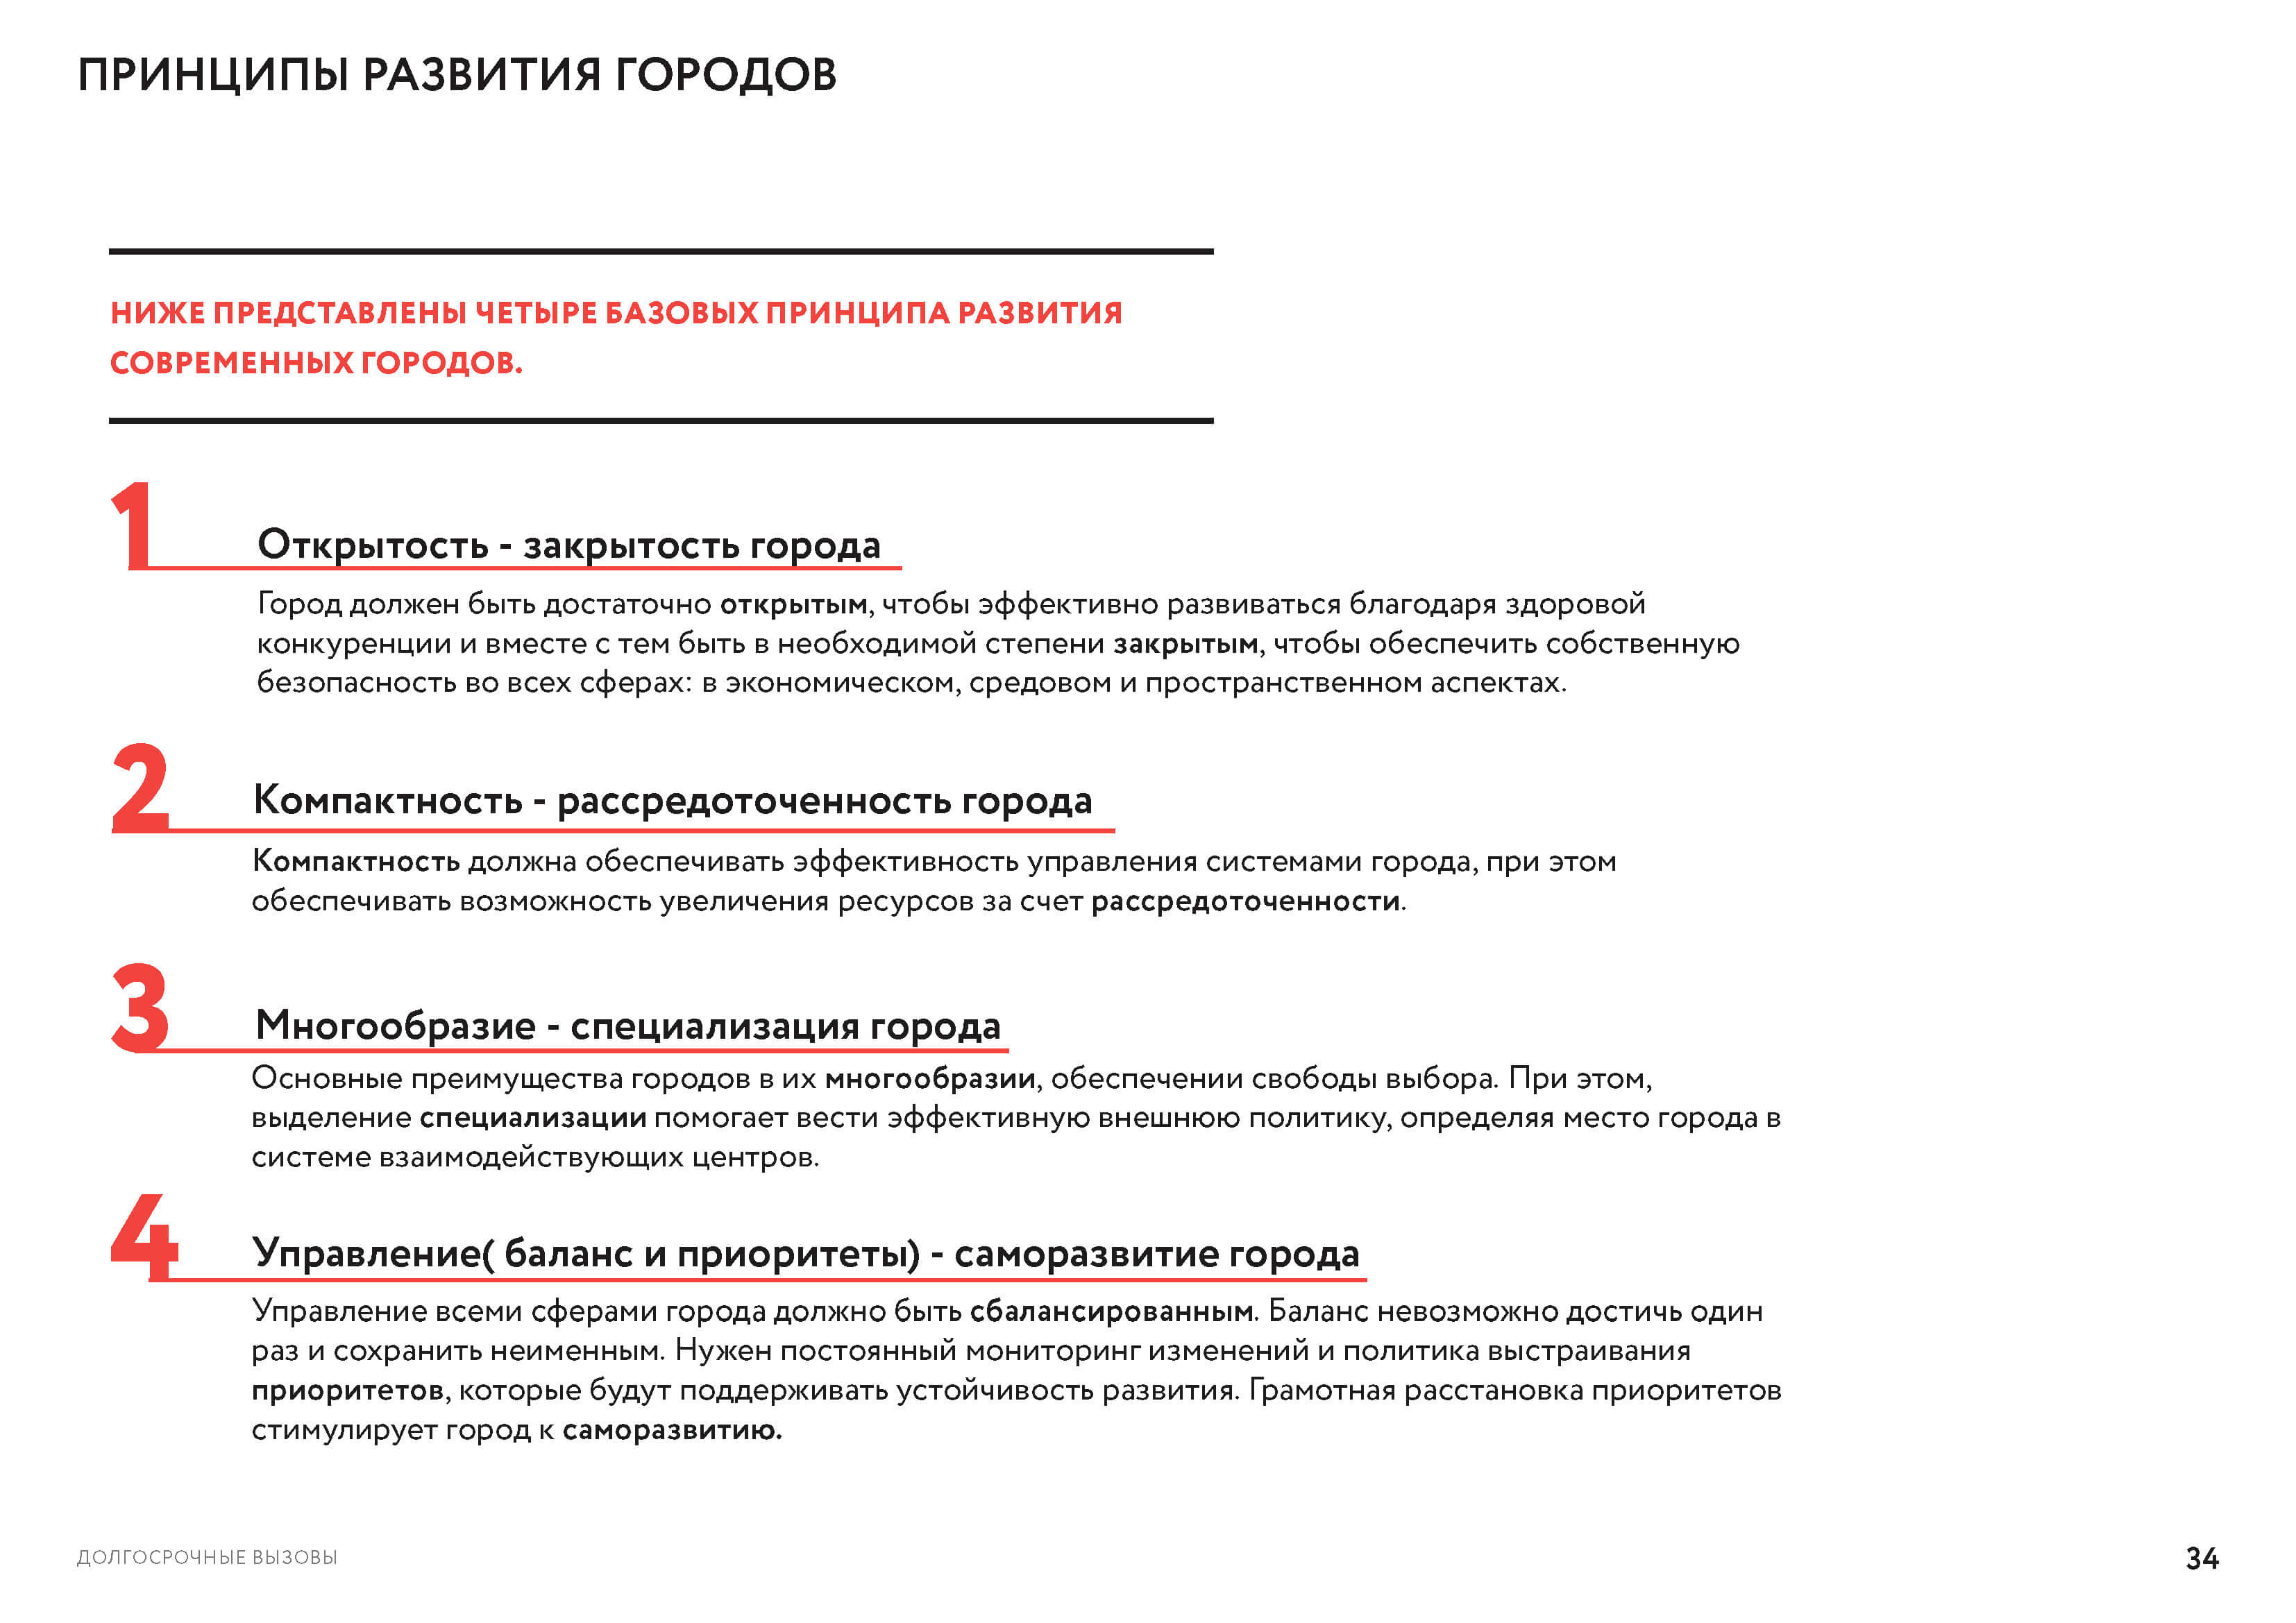 ПРИНЦИПЫ РАЗВИТИЯ ГОРОДОВ
НИЖЕ ПРЕДСТАВЛЕНЫ ЧЕТЫРЕ БАЗОВЫХ ПРИНЦИПА РАЗВИТИЯ
СОВРЕМЕННЫХ ГОРОДОВ.
1 Открытость - закрытость города
Город должен быть достаточно открытым, чтобы эффективно развиваться благодаря здоровой
конкуренции и вместе с тем быть в необходимой степени закрытым, чтобы обеспечить собственную
безопасность во всех сферах: в экономическом, средовом и пространственном аспектах.
2 Компактность - рассредоточенность города
Компактность должна обеспечивать эффективность управления системами города, при этом
обеспечивать возможность увеличения ресурсов за счет рассредоточенности.
3 Многообразие - специализация города
Основные преимущества городов в их многообразии, обеспечении свободы выбора. При этом,
выделение специализации помогает вести эффективную внешнюю политику, определяя место города в
системе взаимодействующих центров.
4 Управление( баланс и приоритеты) - саморазвитие города
Управление всеми сферами города должно быть сбалансированным. Баланс невозможно достичь один
раз и сохранить неименным. Нужен постоянный мониторинг изменений и политика выстраивания
приоритетов, которые будут поддерживать устойчивость развития. Грамотная расстановка приоритетов
стимулирует город к саморазвитию.
ДОЛГОСРОЧНЫЕ ВЫЗОВЫ
34